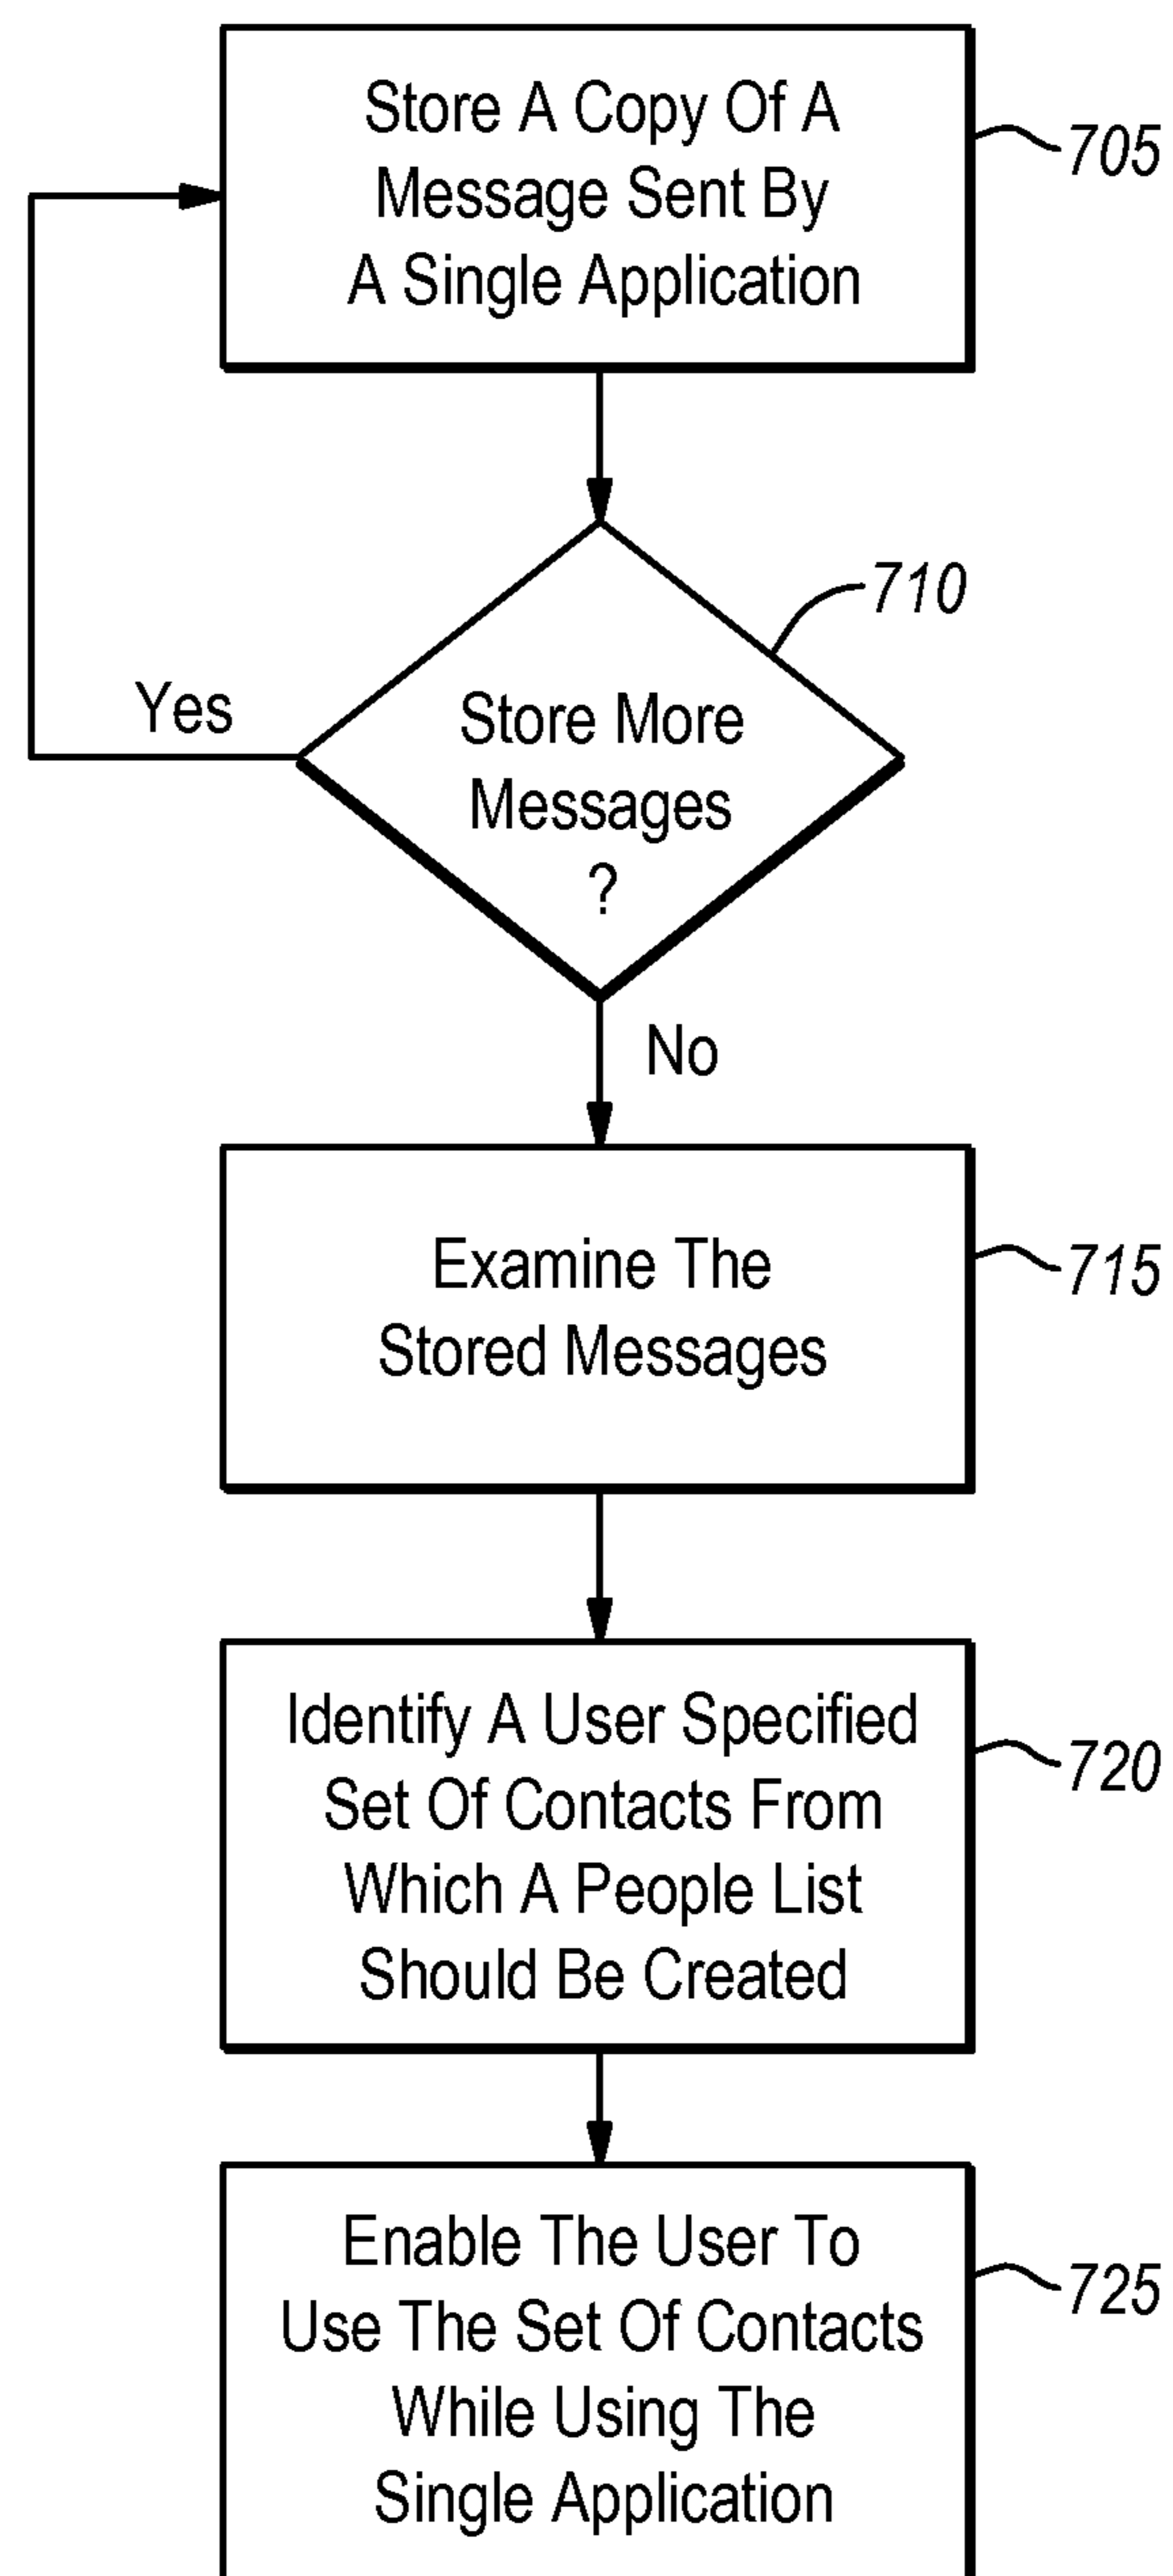 Store A Copy Of A
Message Sent By
A Single Application
705
710
Store More
Messages
?
Yes
No
Examine The
Stored Messages
715
Identify A User Specified
Set Of Contacts From
Which A People List
Should Be Created
720
Enable The User To
Use The Set Of Contacts
While Using The
Single Application
725